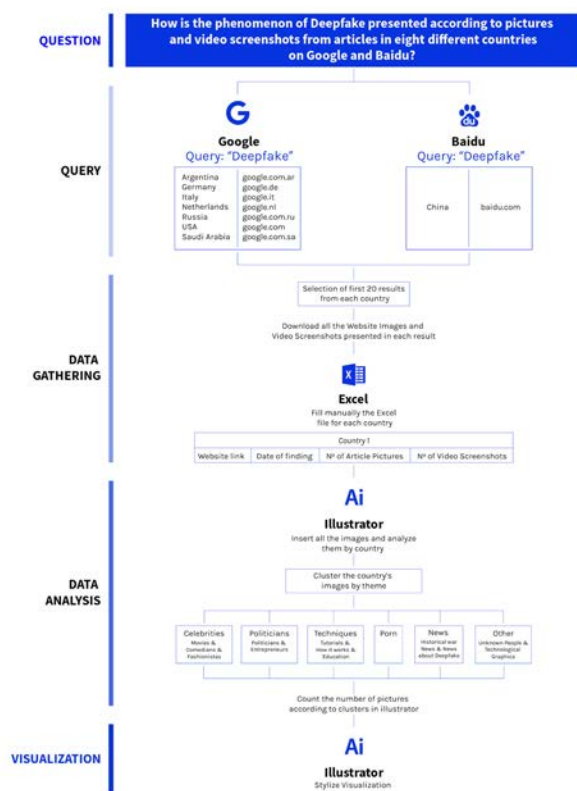 QUESTION
How is the phenomenon of Deepfake presented according to pictures
and video screenshots from articles in eight different countries
on Google and Baidu?
QUERY
G
Google
Query: "Deepfake"
Argentina google.com.ar
Germany google.de
Italy google.it
Netherlands google.nl
Russia google.com.ru
USA google.com
Saudi Arabia google.com.sa
du
Baidu
Query: "Deepfake"
China baidu.com
DATA
GATHERING
Selection of first 20 results
from each country
Download all the Website Images and
Video Screenshots presented in each result
X
Excel
Fill manually the Excel
file for each country
Country 1
Website link Date of finding Nº of Article Pictures Nº of Video Screenshots
DATA
ANALYSIS
Ai
Illustrator
Insert all the images and analyze
them by country
Cluster the country's
images by theme
Celebrities
Movies &
Comedians &
Fashionistas
Politicians
Politicians &
Entrepreneurs
Techniques
Tutorials &
How it works &
Education
Porn
News
Historical war
News & News
about Deepfake
Other
Unknown People &
Technological
Graphics
Count the number of pictures
according to clusters in illustrator
VISUALIZATION
Ai
Illustrator
Stylize Visualization